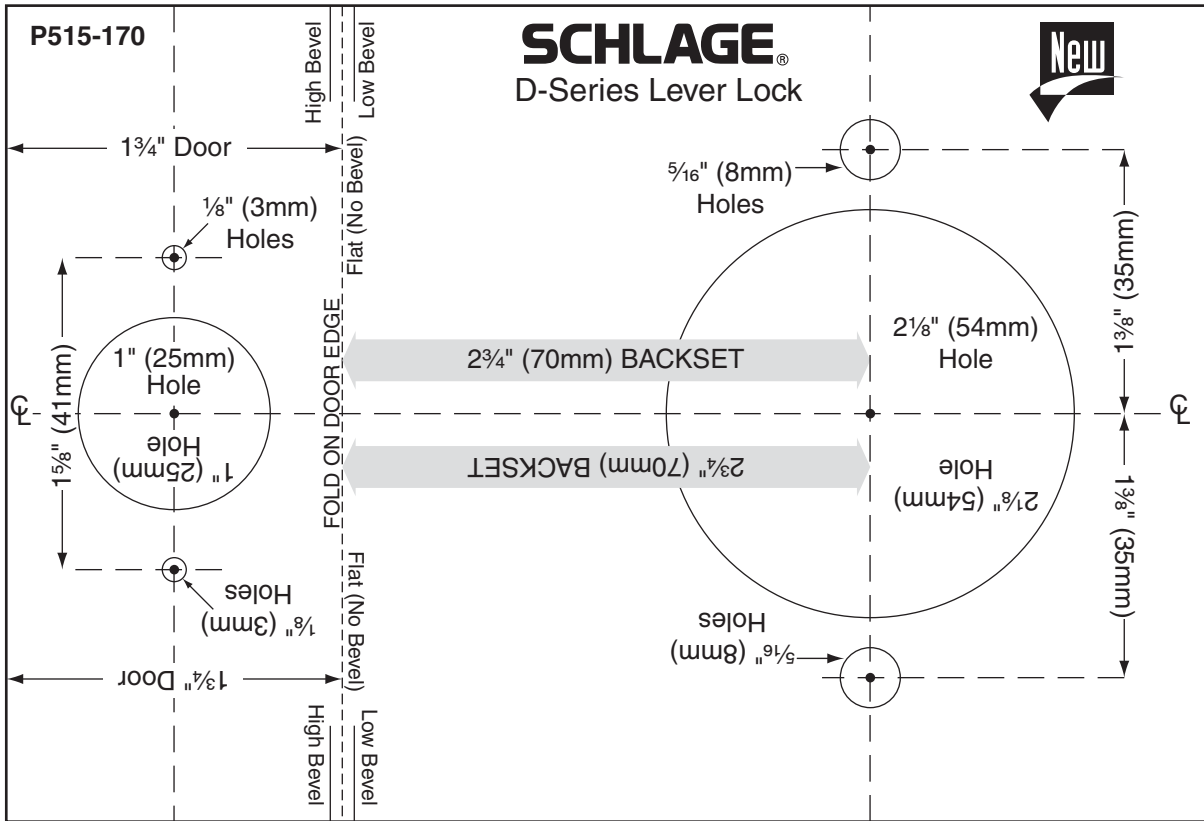 P515-170
High Bevel
Low Bevel
SCHLAGE®
D-Series Lever Lock
New
1¾" Door
Flat (No Bevel)
⅛" (3mm)
Holes
5⁄16" (8mm)
Holes
1⅜" (35mm)
FOLD ON DOOR EDGE
1" (25mm)
Hole
2¾" (70mm) BACKSET
2⅛" (54mm)
Hole
1⅝" (41mm)
℄
℄
1" (25mm)
Hole
2¾" (70mm) BACKSET
2⅛" (54mm)
Hole
1⅜" (35mm)
⅛" (3mm)
Holes
5⁄16" (8mm)
Holes
Flat (No Bevel)
1¾" Door
High Bevel
Low Bevel